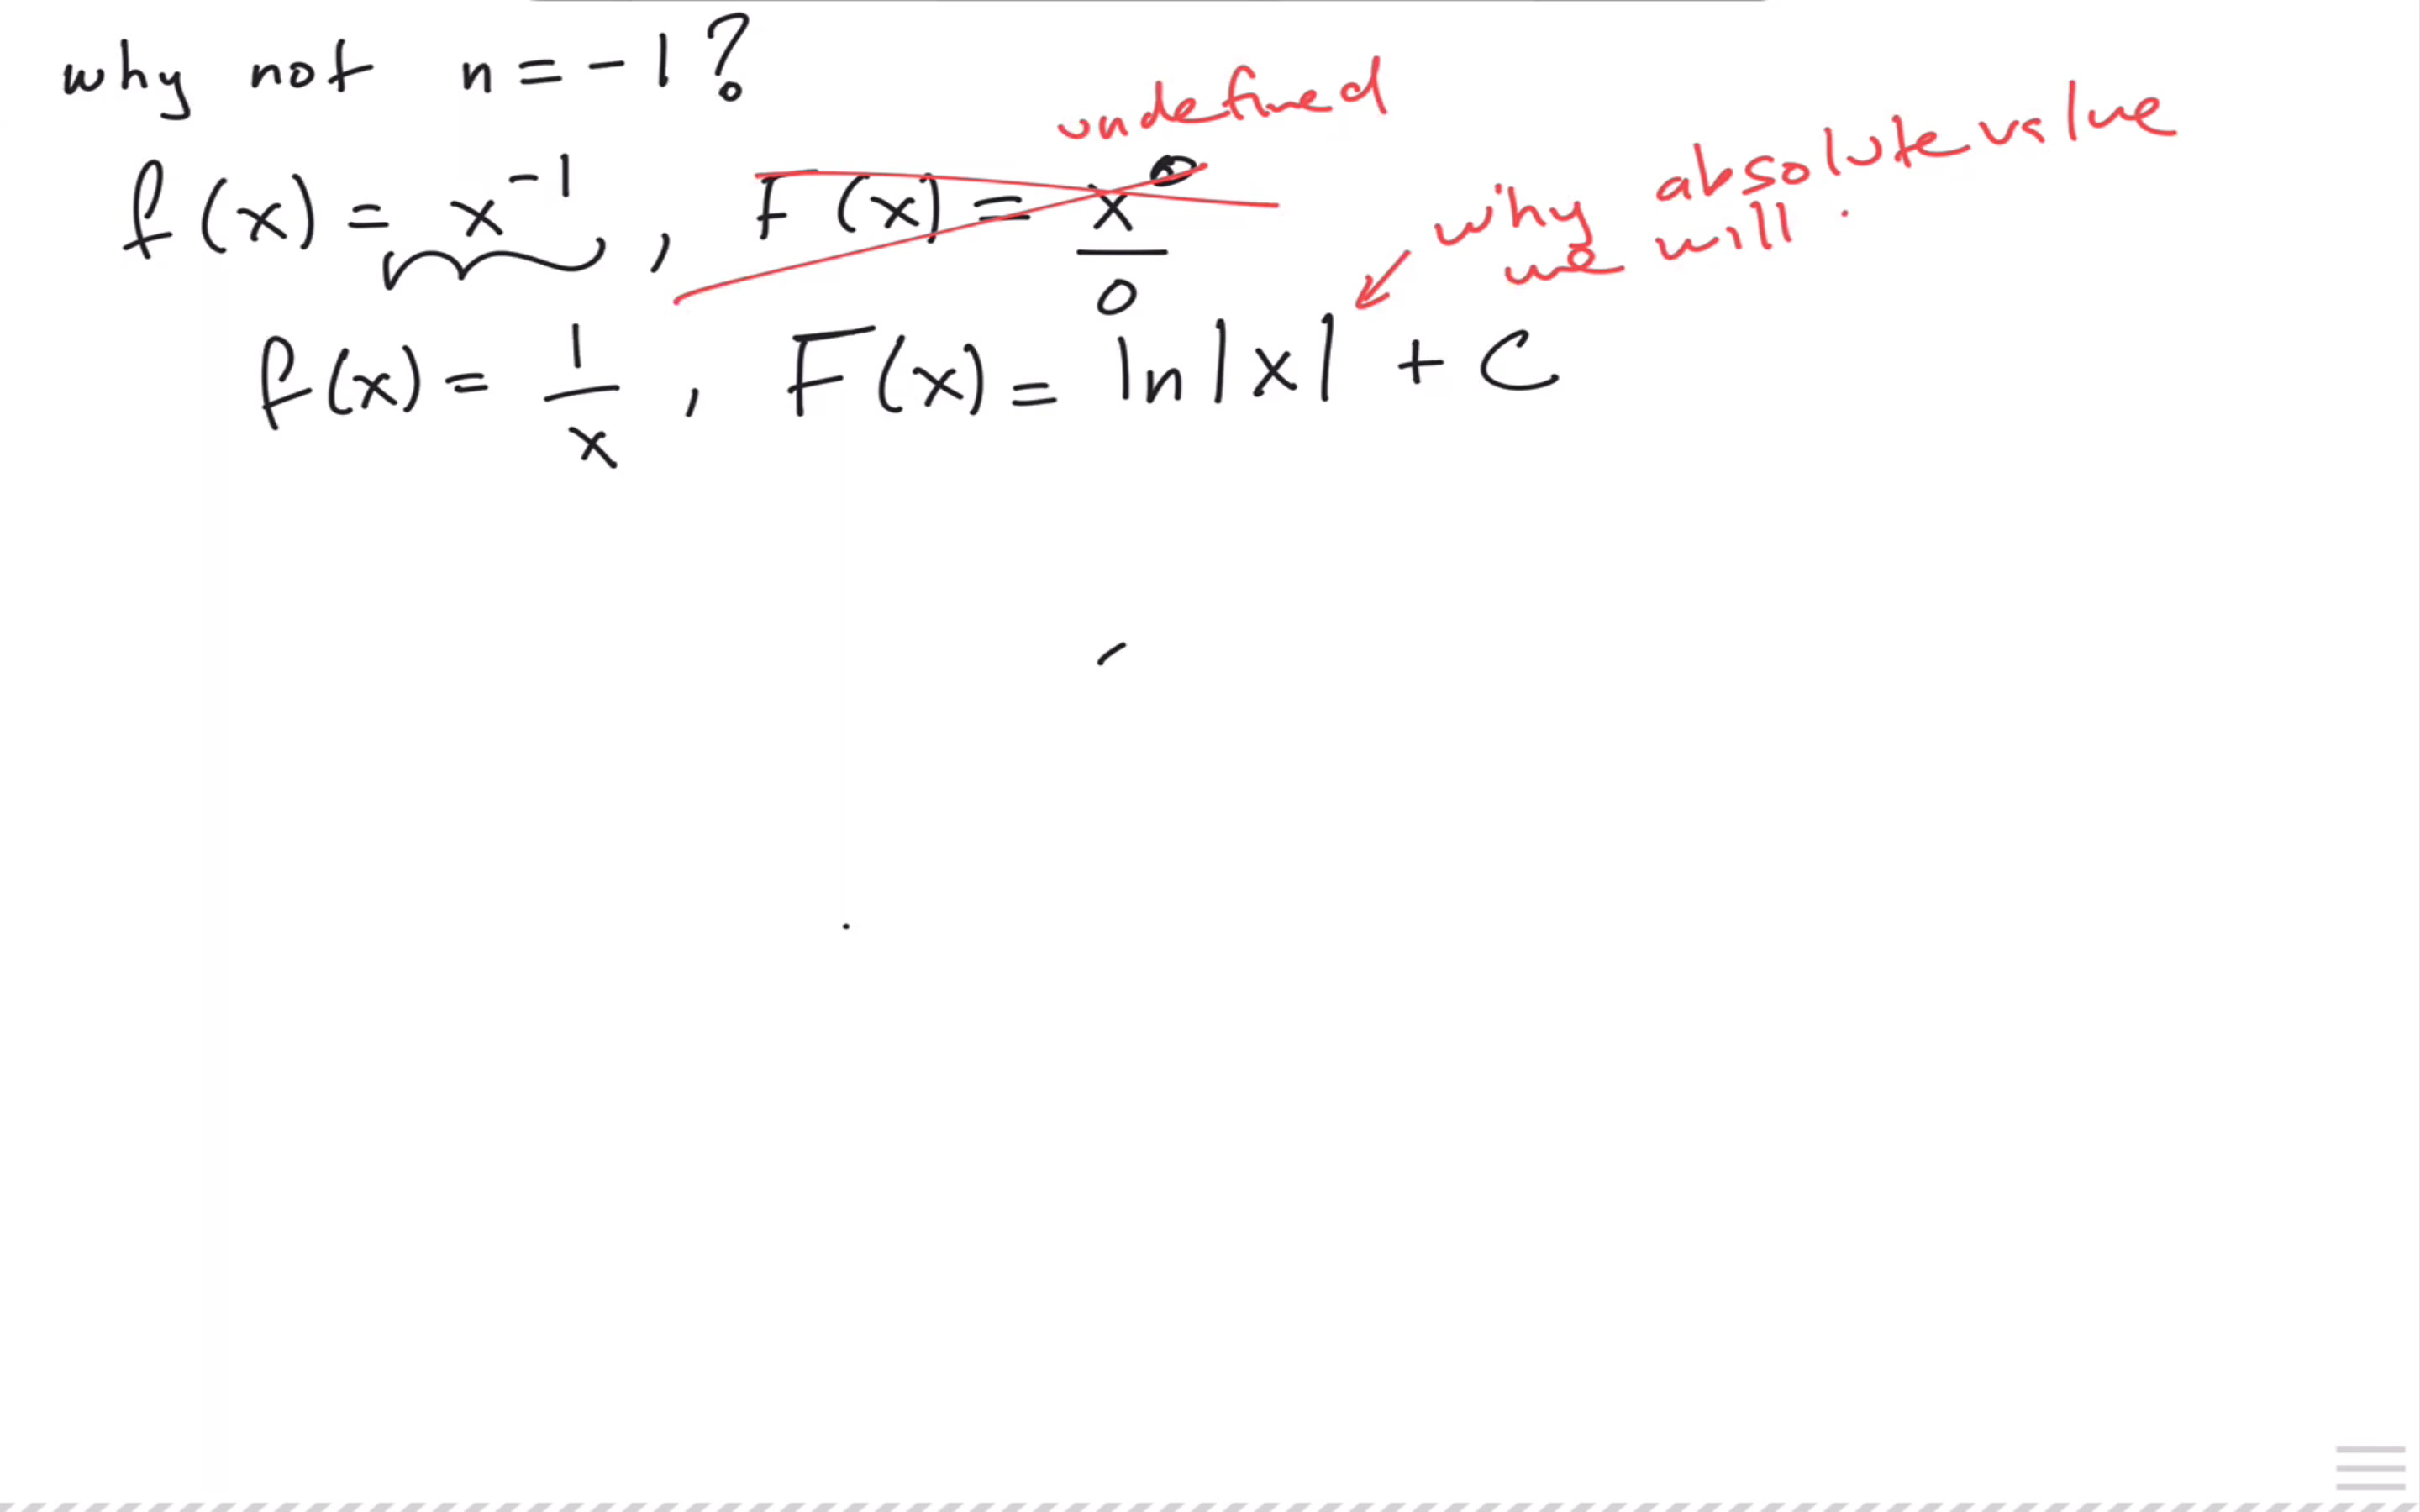 why not n = -1?
undefined
f(x) = x^-1, F(x) = x^0/0
why absolute value
we will.
f(x) = 1/x, F(x) = ln|x| + C